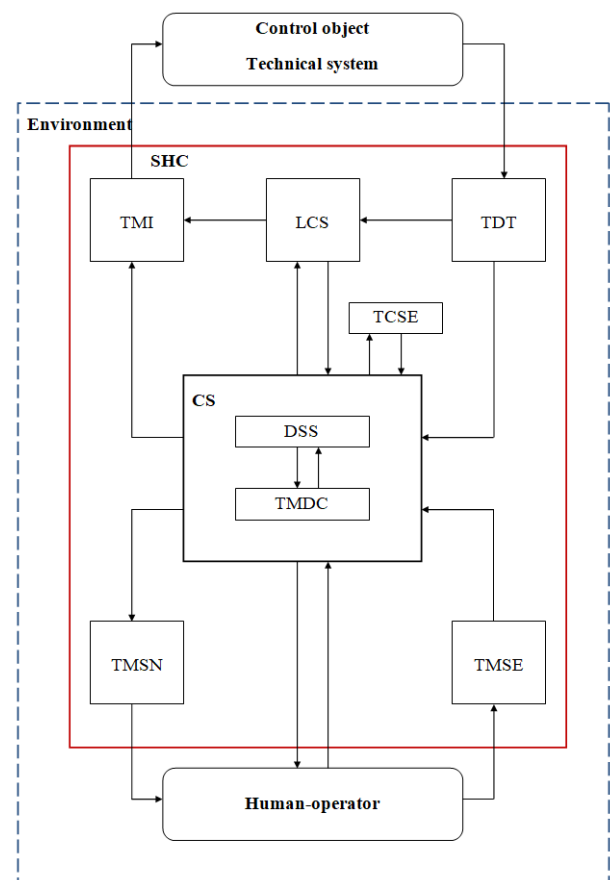 Control object
Technical system
Environment
SHC
TMI
LCS
TDT
TCSE
CS
DSS
TMDC
TMSN
TMSE
Human-operator